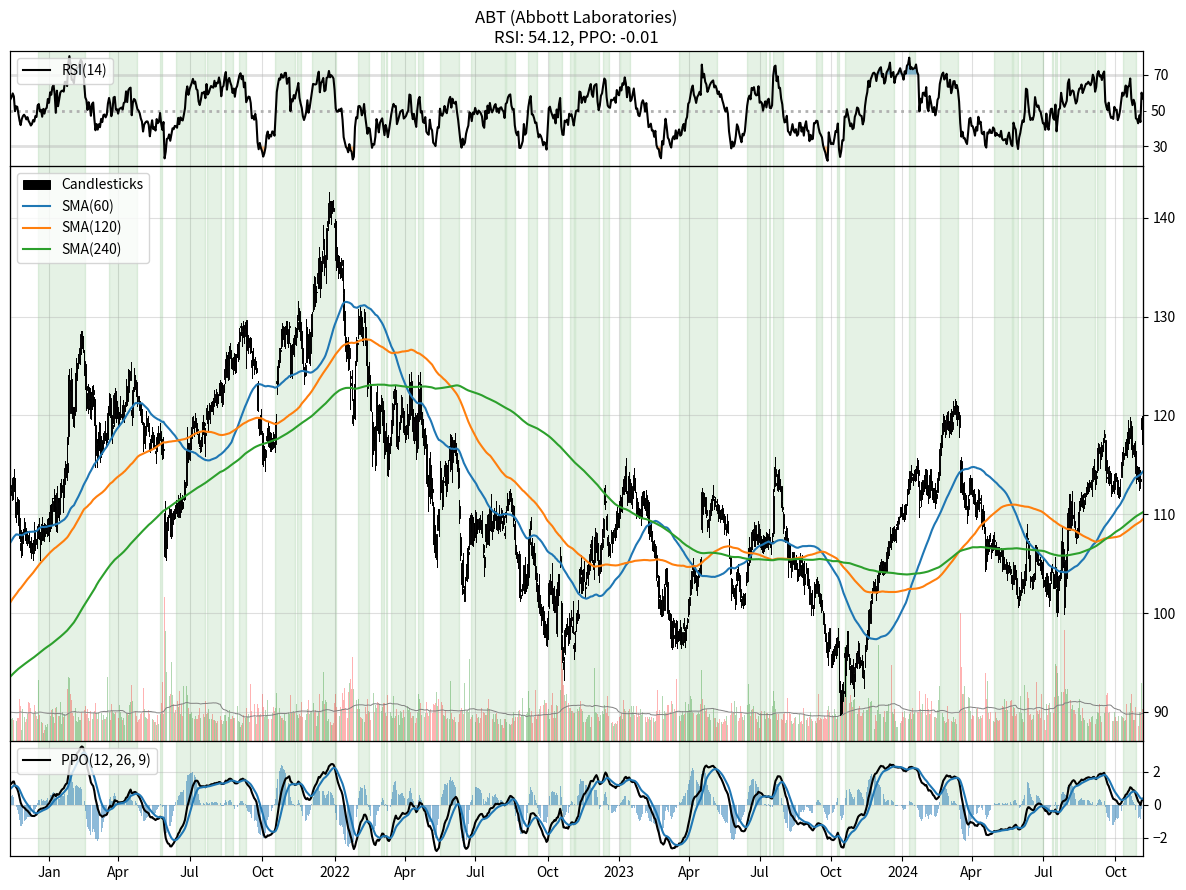 ABT (Abbott Laboratories)
RSI: 54.12, PPO: -0.01
RSI(14)
70
50
30
Candlesticks
SMA(60)
SMA(120)
SMA(240)
140
130
120
110
100
90
PPO(12, 26, 9)
2
0
−2
Jan Apr Jul Oct 2022 Apr Jul Oct 2023 Apr Jul Oct 2024 Apr Jul Oct